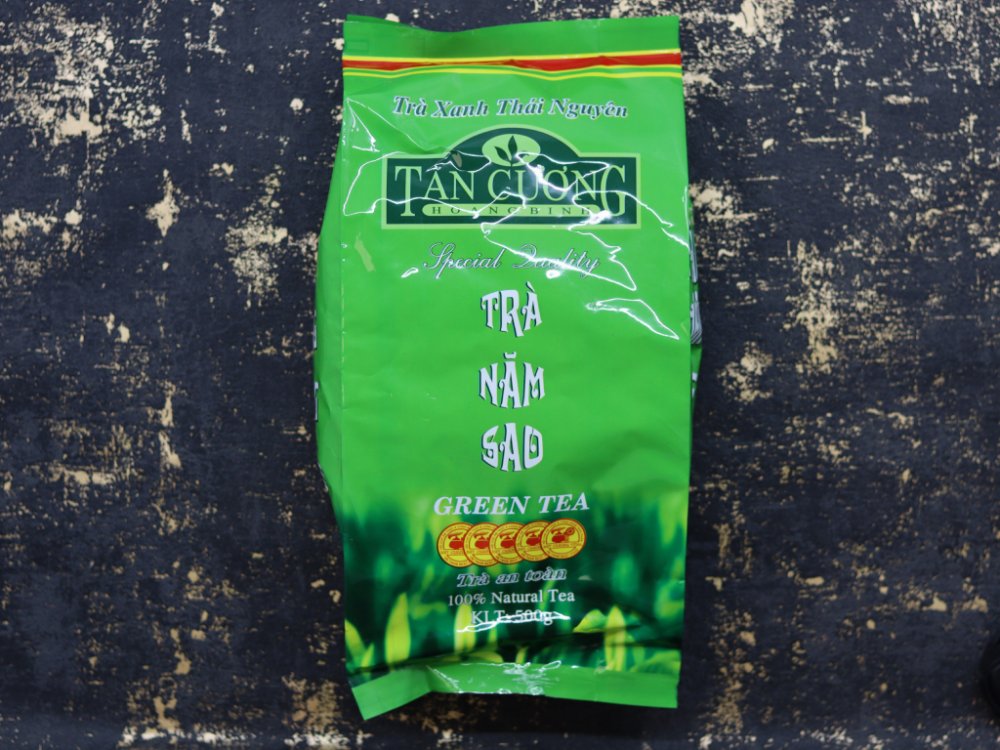 Trà Xanh Thái Nguyên
TÂN CƯƠNG
HOÀNG BÌNH
Special Quality
TRÀ
NĂM
SAO
GREEN TEA
Trà an toàn
100% Natural Tea
KLT: 500g